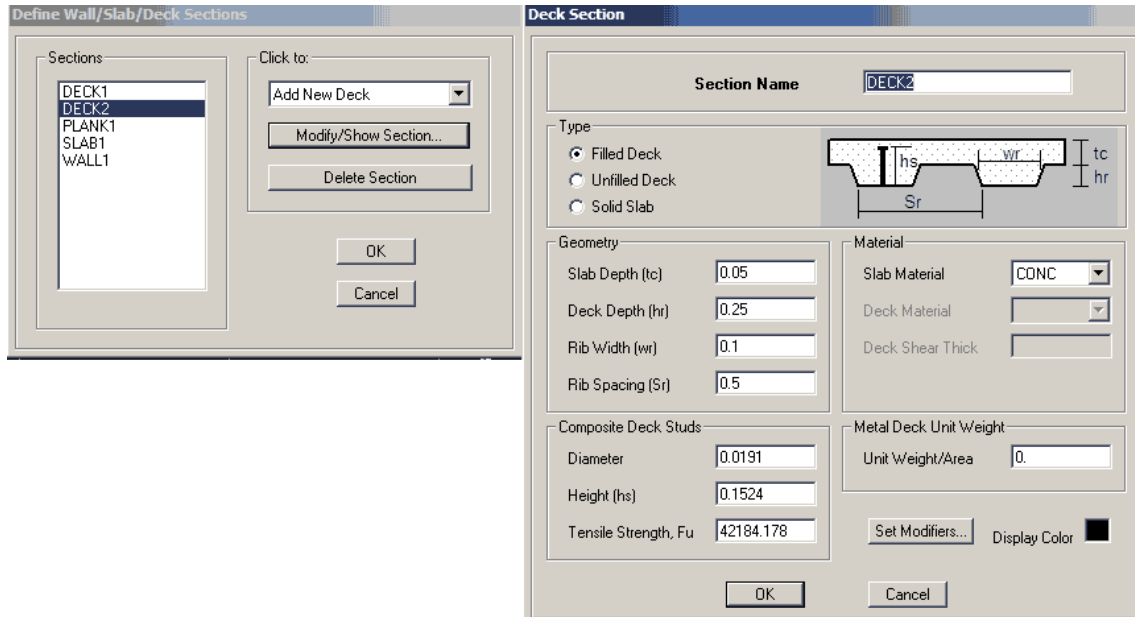 Define Wall/Slab/Deck Sections
Sections
DECK1
DECK2
PLANK1
SLAB1
WALL1
Click to:
Add New Deck
Modify/Show Section...
Delete Section
OK
Cancel
Deck Section
Section Name DECK2
Type
Filled Deck
Unfilled Deck
Solid Slab
hs wr tc
hr
Sr
Geometry
Slab Depth (tc) 0.05
Deck Depth (hr) 0.25
Rib Width (wr) 0.1
Rib Spacing (Sr) 0.5
Material
Slab Material CONC
Deck Material
Deck Shear Thick
Composite Deck Studs
Diameter 0.0191
Height (hs) 0.1524
Tensile Strength, Fu 42184.178
Metal Deck Unit Weight
Unit Weight/Area 0.
Set Modifiers... Display Color
OK Cancel